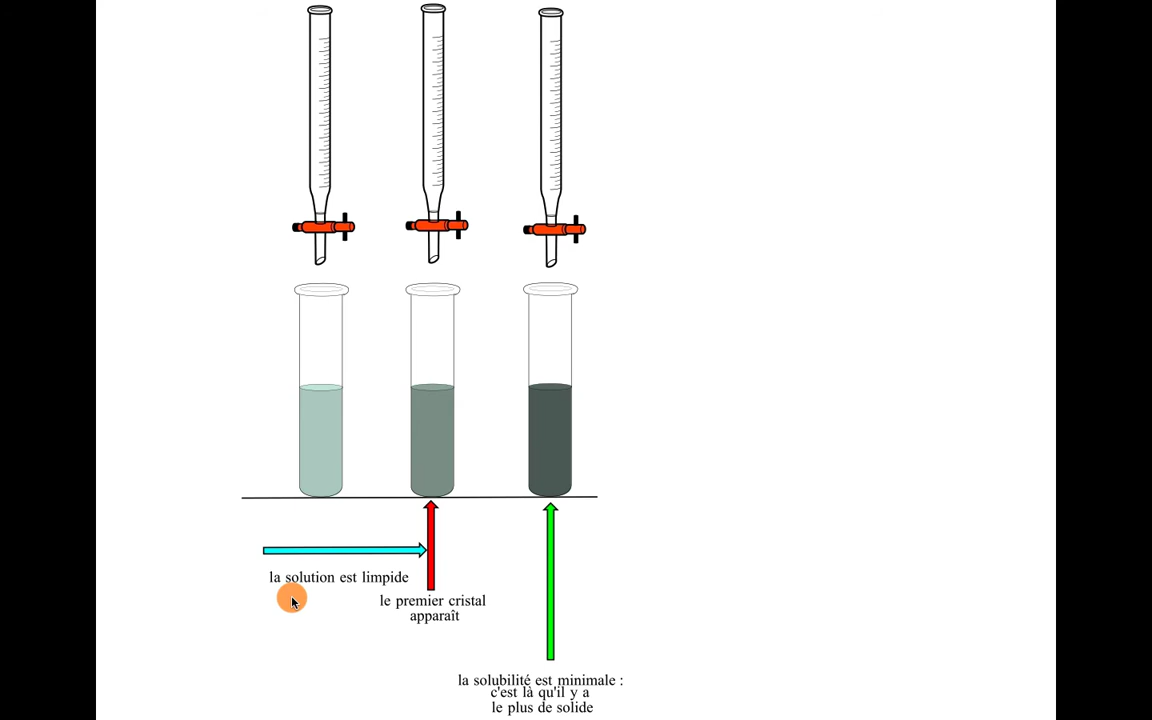 la solution est limpide
le premier cristal
apparaît
la solubilité est minimale :
c'est là qu'il y a
le plus de solide